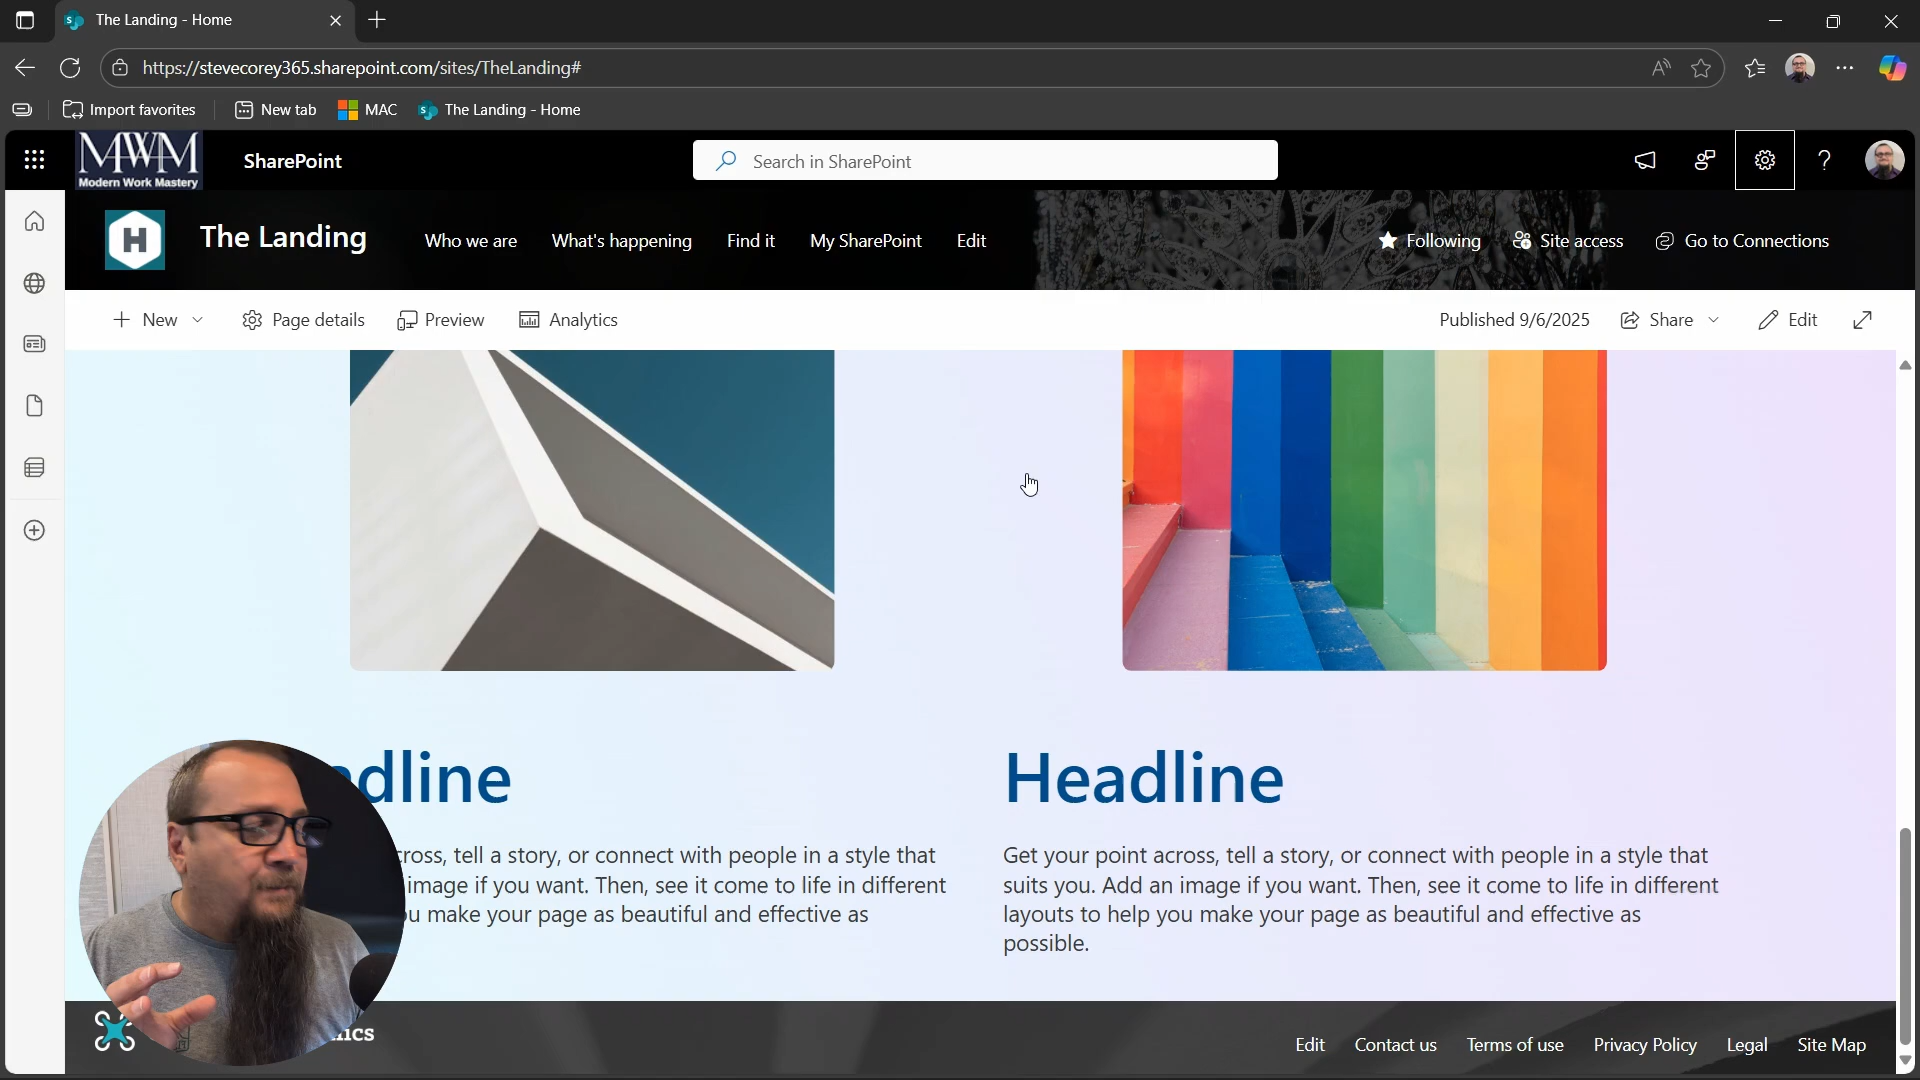 The Landing - Home
https://stevecorey365.sharepoint.com/sites/TheLanding#
Import favorites
New tab
MAC
The Landing - Home
MWM
Modern Work Mastery
SharePoint
Search in SharePoint
H
The Landing
Who we are
What's happening
Find it
My SharePoint
Edit
Following
Site access
Go to Connections
New
Page details
Preview
Analytics
Published 9/6/2025
Share
Edit
dline
Headline
cross, tell a story, or connect with people in a style that
image if you want. Then, see it come to life in different
u make your page as beautiful and effective as
Get your point across, tell a story, or connect with people in a style that
suits you. Add an image if you want. Then, see it come to life in different
layouts to help you make your page as beautiful and effective as
possible.
ics
Edit
Contact us
Terms of use
Privacy Policy
Legal
Site Map